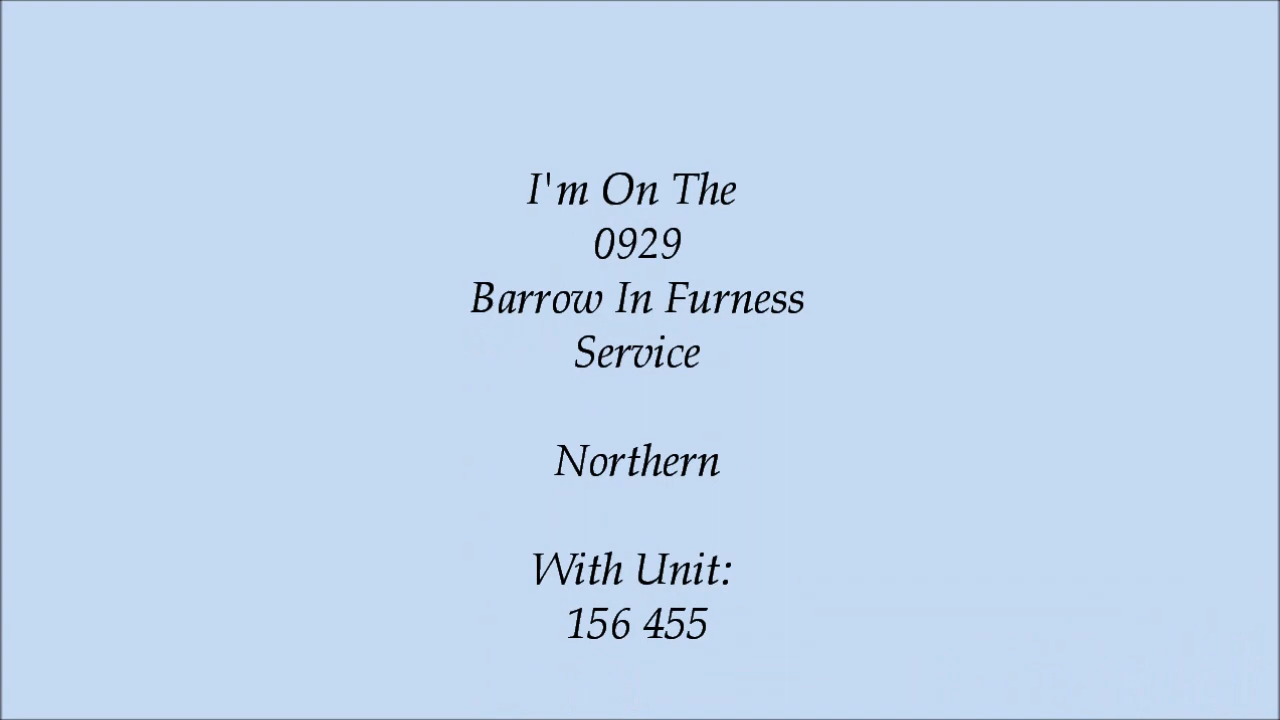 I'm On The
0929
Barrow In Furness
Service
Northern
With Unit:
156 455